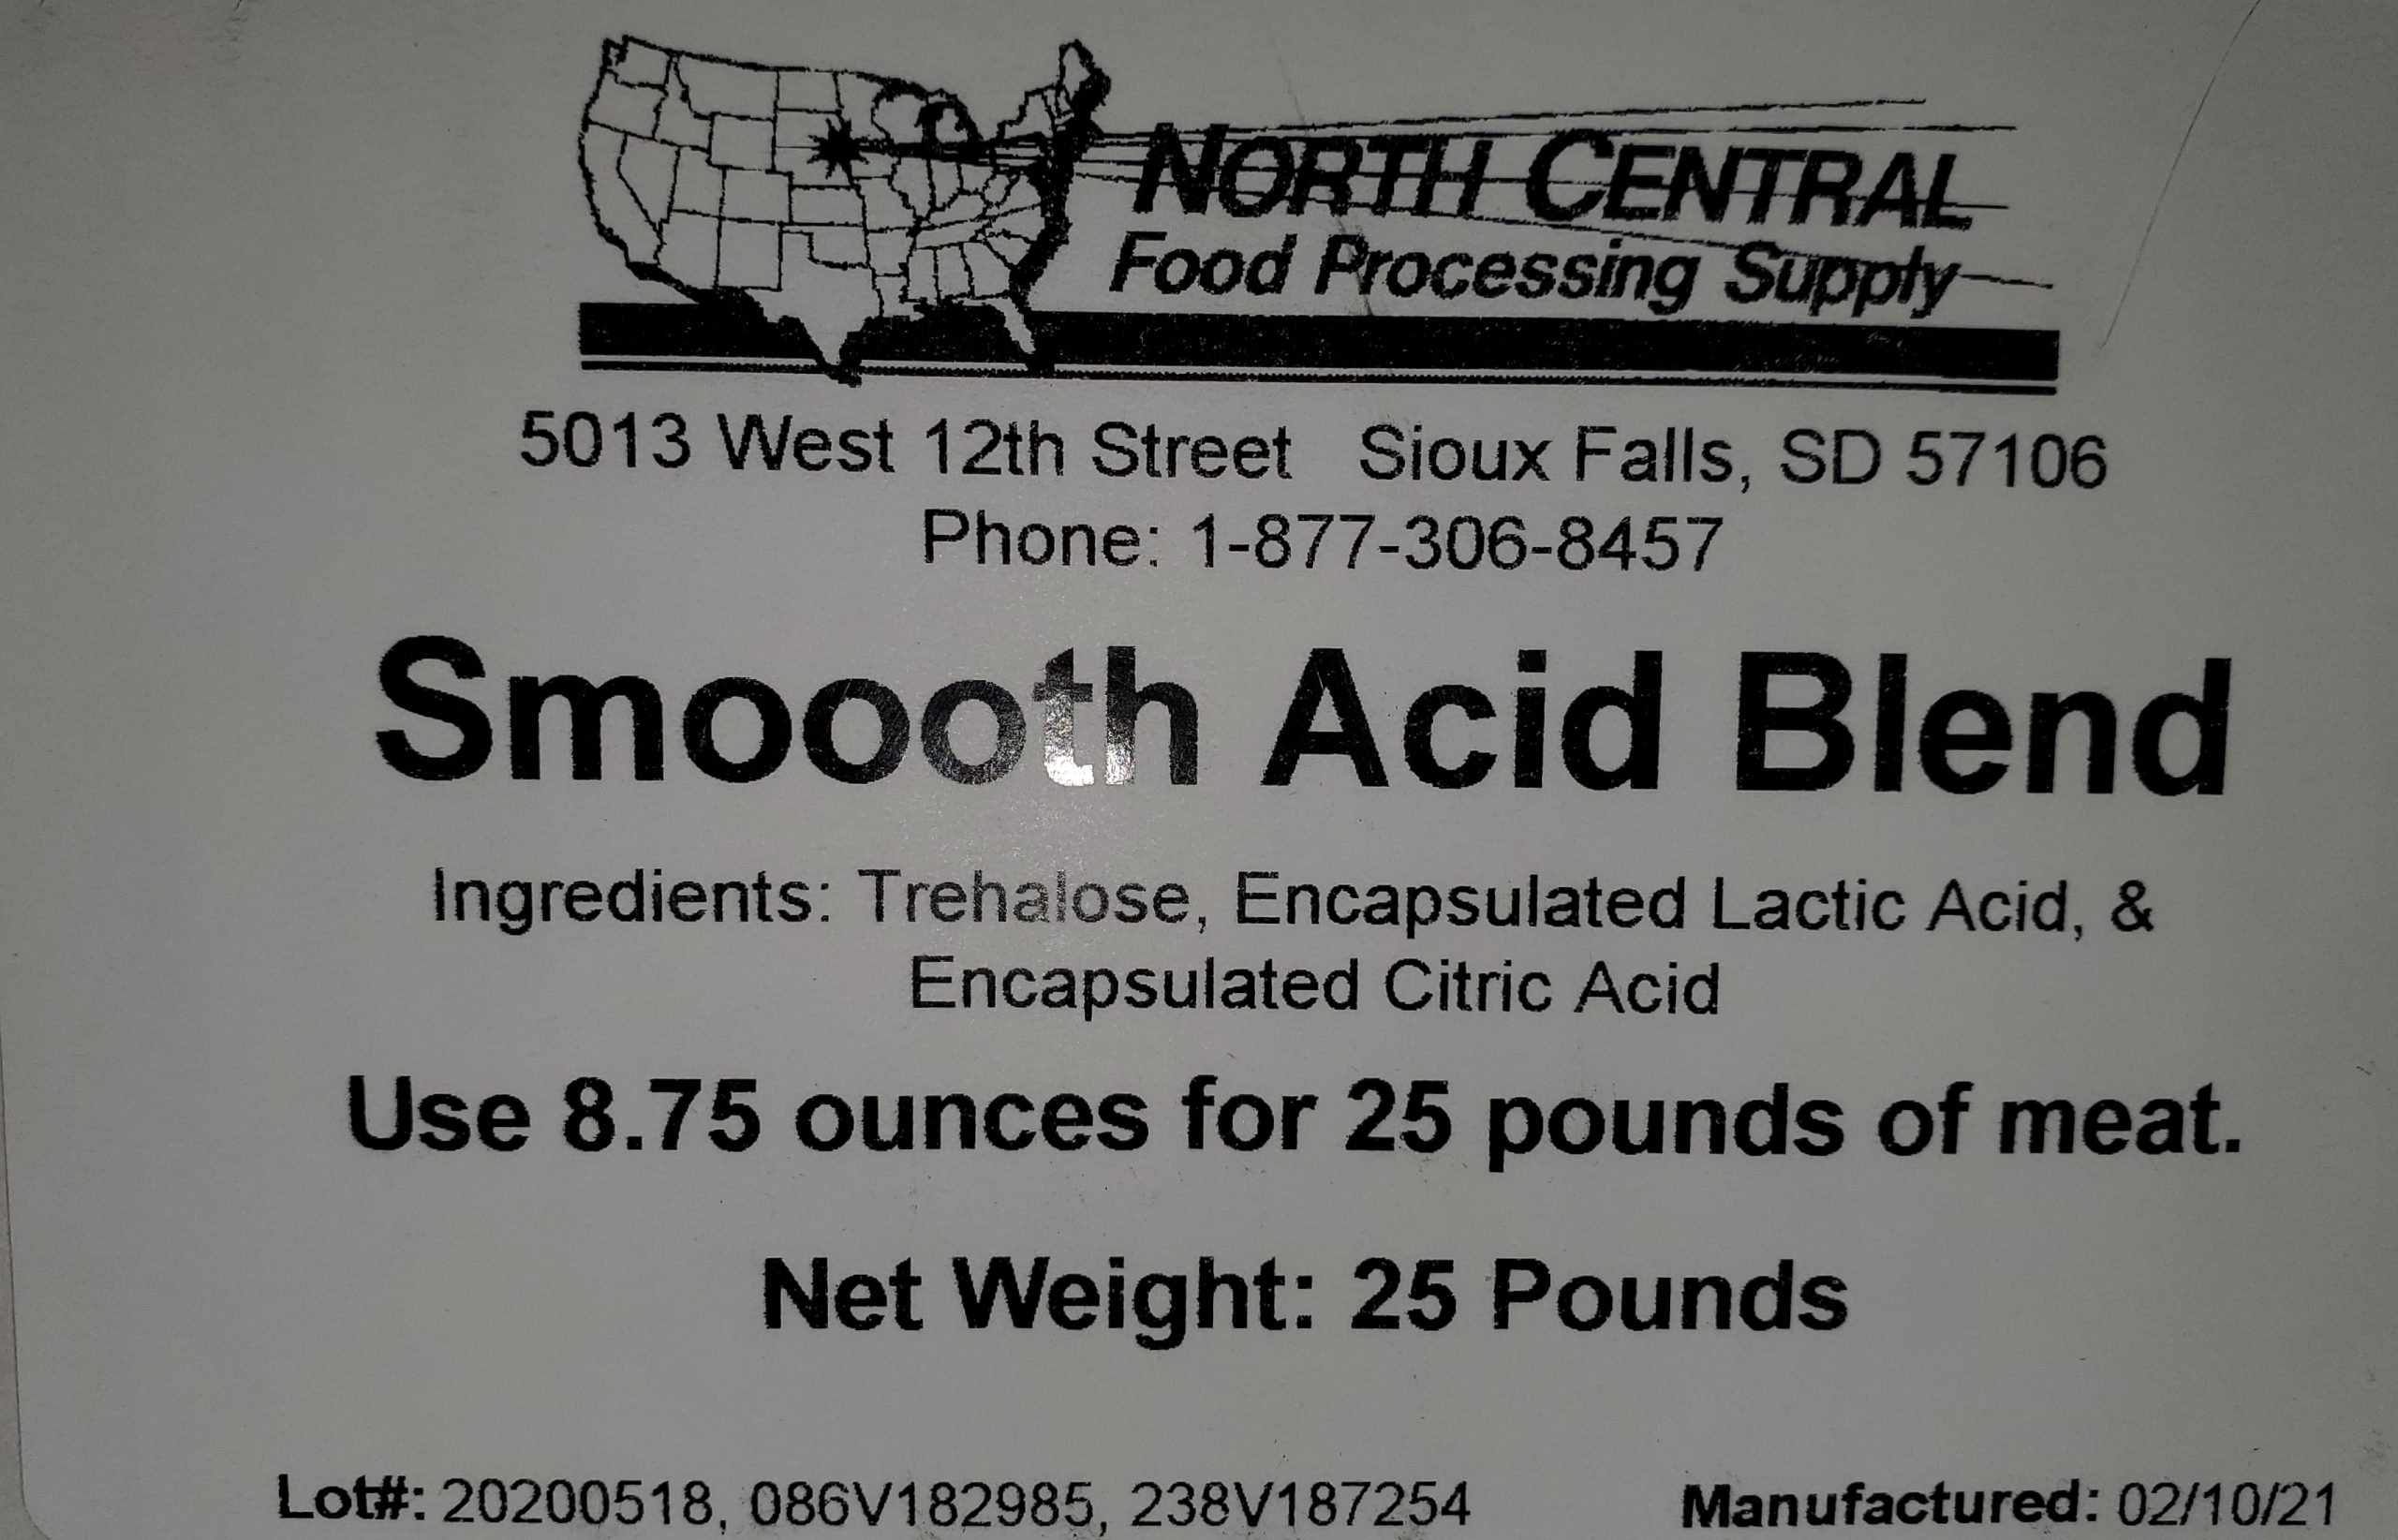 NORTH CENTRAL
Food Processing Supply
5013 West 12th Street   Sioux Falls, SD 57106
Phone: 1-877-306-8457
Smoooth Acid Blend
Ingredients: Trehalose, Encapsulated Lactic Acid, &
Encapsulated Citric Acid
Use 8.75 ounces for 25 pounds of meat.
Net Weight: 25 Pounds
Lot#: 20200518, 086V182985, 238V187254   Manufactured: 02/10/21